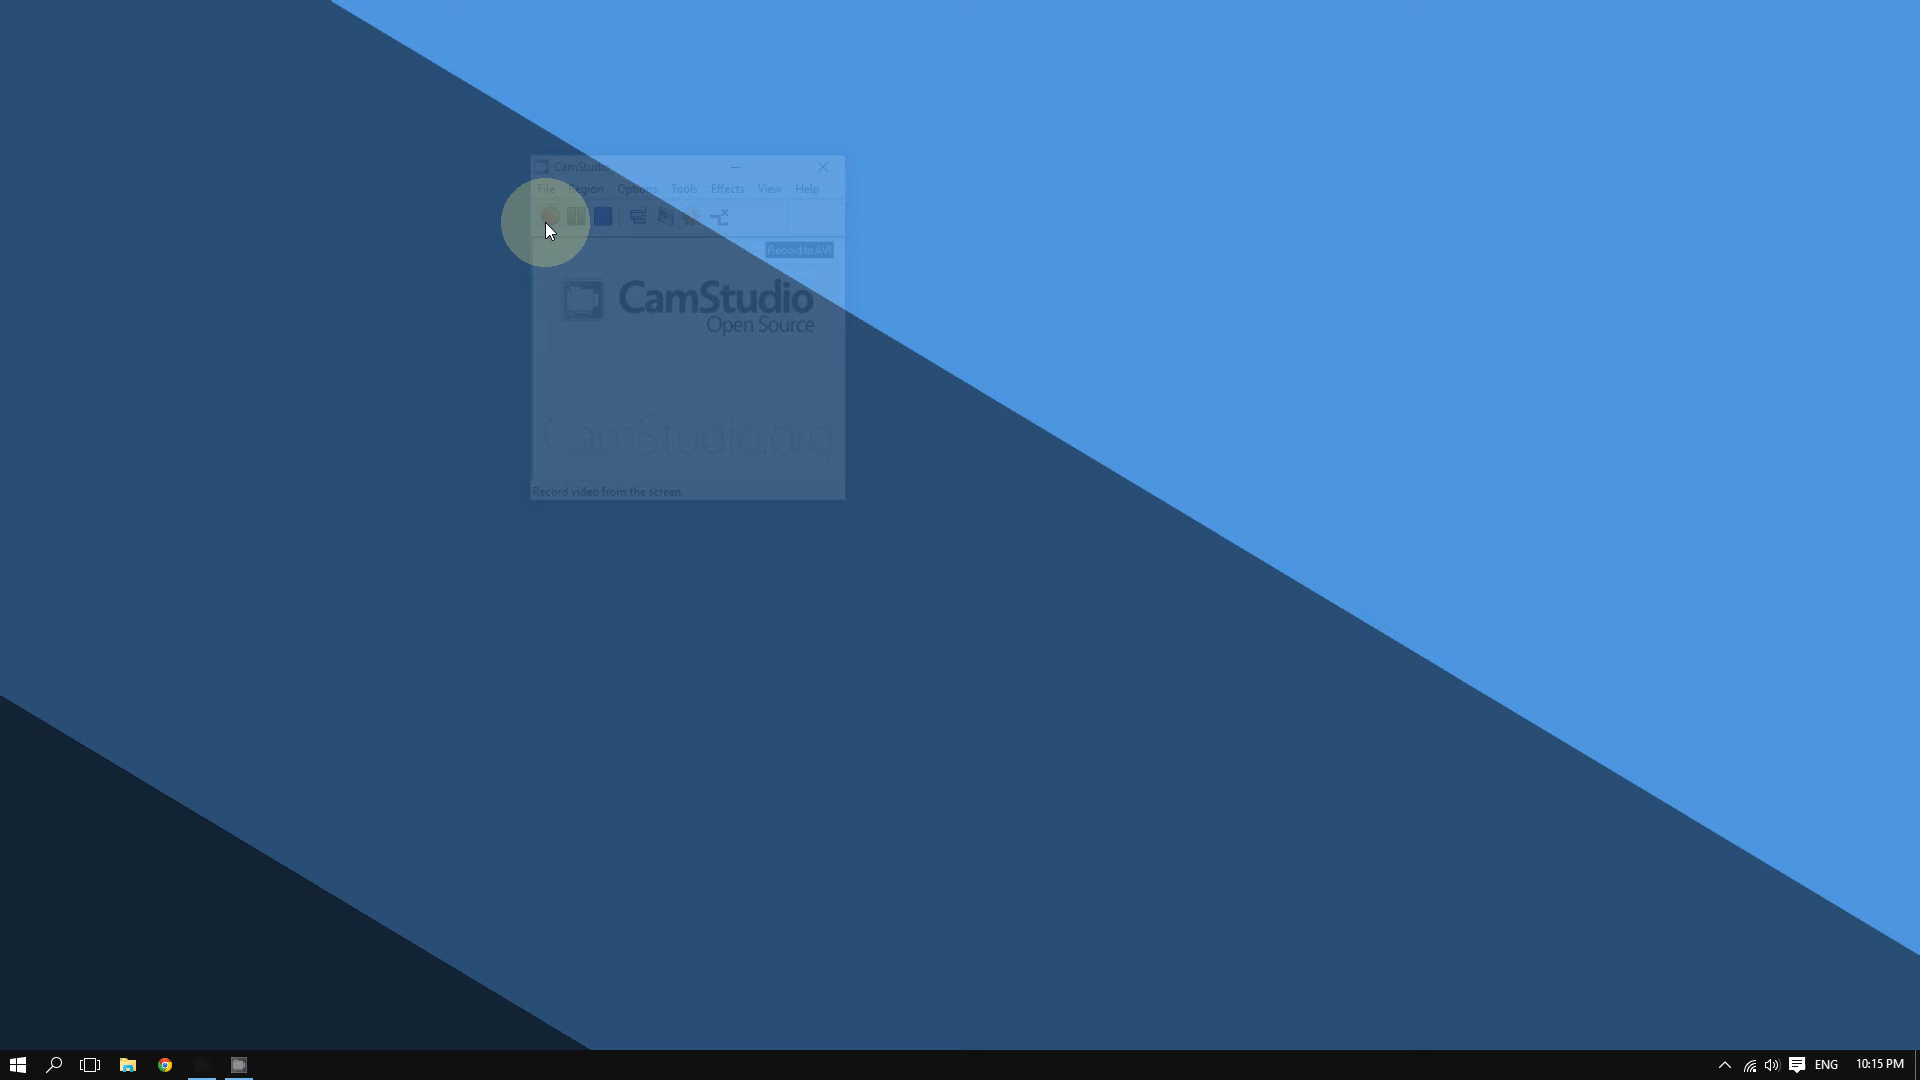 CamStudio
File Region Options Tools Effects View Help
Record to AVI
CamStudio
Open Source
CamStudio.org
Record video from the screen
ENG 10:15 PM